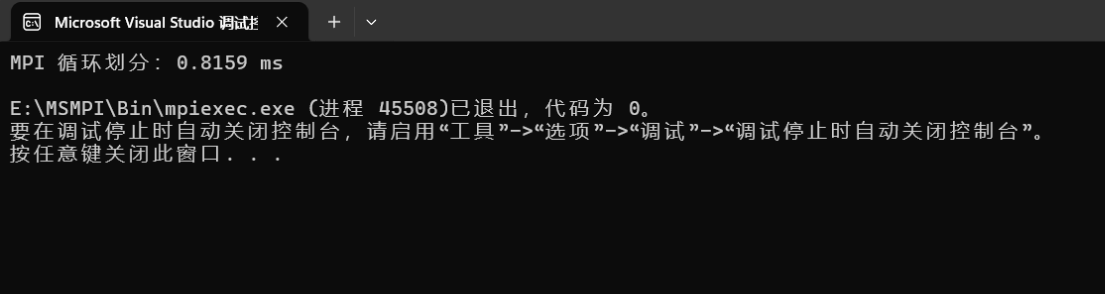 Microsoft Visual Studio 调试控
MPI 循环划分: 0.8159 ms
E:\MSMPI\Bin\mpiexec.exe (进程 45508)已退出，代码为 0。
要在调试停止时自动关闭控制台，请启用“工具”->“选项”->“调试”->“调试停止时自动关闭控制台”。
按任意键关闭此窗口. . .